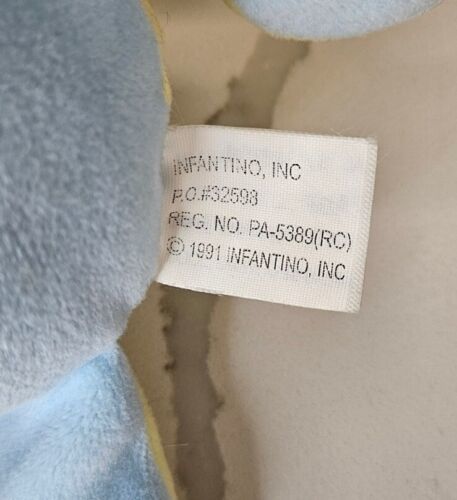 INFANTINO, INC
P.O.#32598
REG. NO. PA-5389(RC)
© 1991 INFANTINO, INC